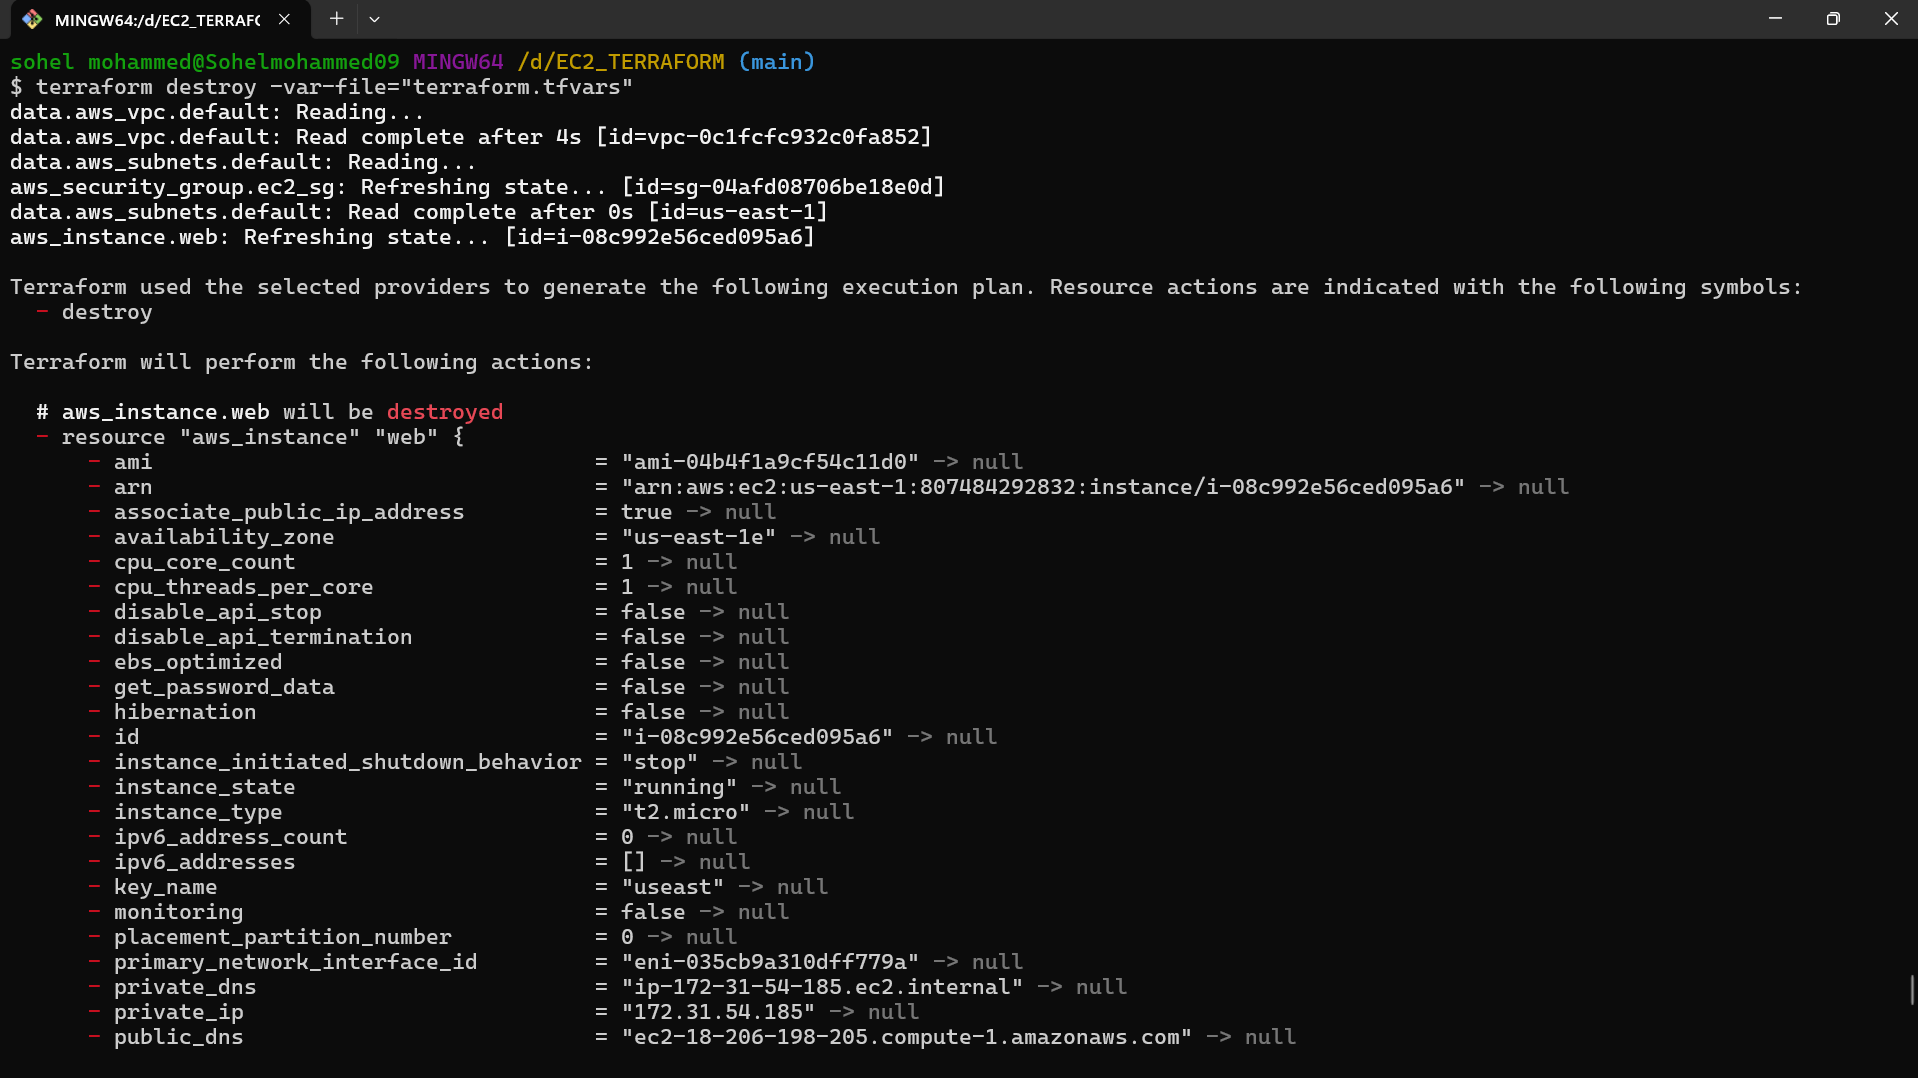 MINGW64:/d/EC2_TERRAFO
sohel mohammed@Sohelmohammed09 MINGW64 /d/EC2_TERRAFORM (main)
$ terraform destroy -var-file="terraform.tfvars"
data.aws_vpc.default: Reading...
data.aws_vpc.default: Read complete after 4s [id=vpc-0c1fcfc932c0fa852]
data.aws_subnets.default: Reading...
aws_security_group.ec2_sg: Refreshing state... [id=sg-04afd08706be18e0d]
data.aws_subnets.default: Read complete after 0s [id=us-east-1]
aws_instance.web: Refreshing state... [id=i-08c992e56ced095a6]
Terraform used the selected providers to generate the following execution plan. Resource actions are indicated with the following symbols:
  - destroy
Terraform will perform the following actions:
  # aws_instance.web will be destroyed
  - resource "aws_instance" "web" {
      - ami                                  = "ami-04b4f1a9cf54c11d0" -> null
      - arn                                  = "arn:aws:ec2:us-east-1:807484292832:instance/i-08c992e56ced095a6" -> null
      - associate_public_ip_address          = true -> null
      - availability_zone                    = "us-east-1e" -> null
      - cpu_core_count                       = 1 -> null
      - cpu_threads_per_core                 = 1 -> null
      - disable_api_stop                     = false -> null
      - disable_api_termination              = false -> null
      - ebs_optimized                        = false -> null
      - get_password_data                    = false -> null
      - hibernation                          = false -> null
      - id                                   = "i-08c992e56ced095a6" -> null
      - instance_initiated_shutdown_behavior = "stop" -> null
      - instance_state                       = "running" -> null
      - instance_type                        = "t2.micro" -> null
      - ipv6_address_count                   = 0 -> null
      - ipv6_addresses                       = [] -> null
      - key_name                             = "useast" -> null
      - monitoring                           = false -> null
      - placement_partition_number           = 0 -> null
      - primary_network_interface_id         = "eni-035cb9a310dff779a" -> null
      - private_dns                          = "ip-172-31-54-185.ec2.internal" -> null
      - private_ip                           = "172.31.54.185" -> null
      - public_dns                           = "ec2-18-206-198-205.compute-1.amazonaws.com" -> null